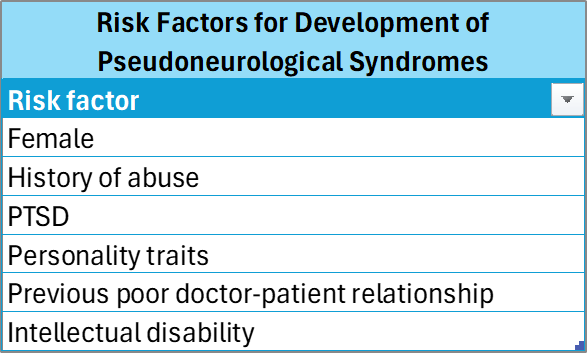 Risk Factors for Development of
Pseudoneurological Syndromes
Risk factor
Female
History of abuse
PTSD
Personality traits
Previous poor doctor-patient relationship
Intellectual disability